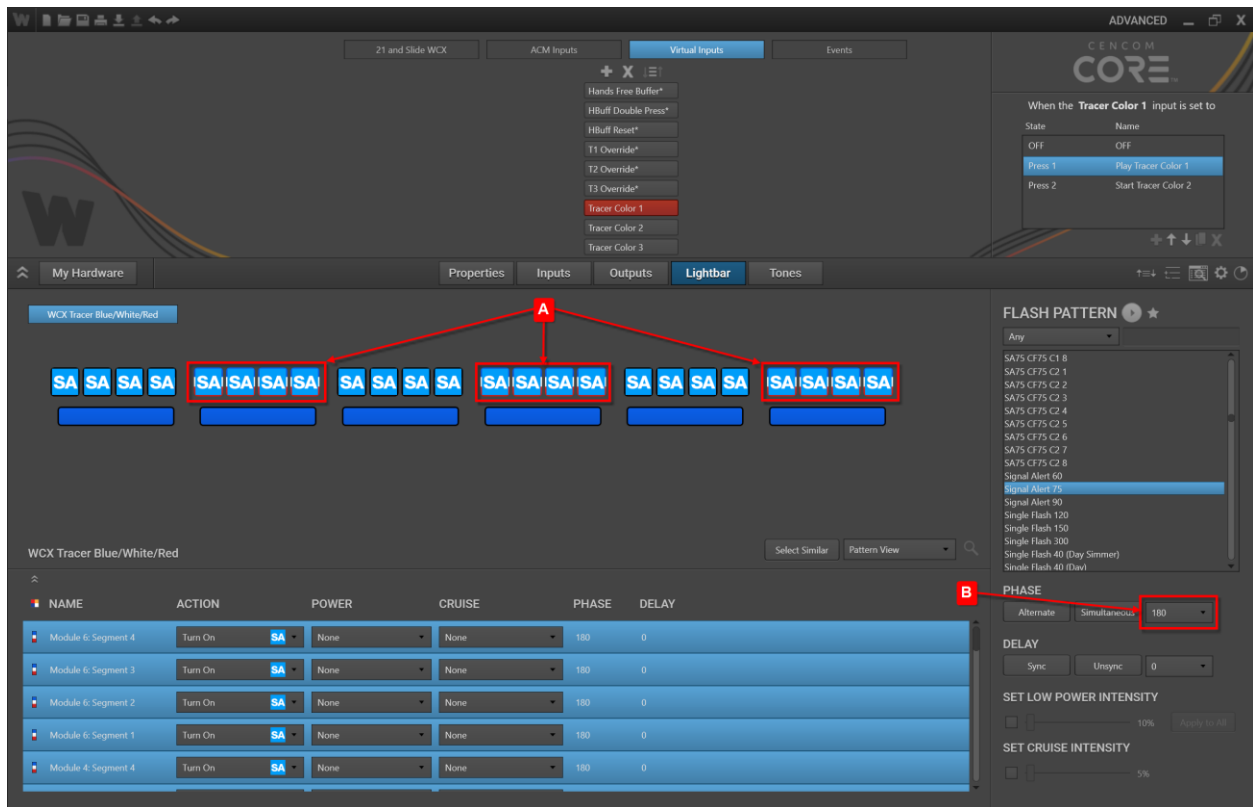 W
ADVANCED
X
21 and Slide WCX
ACM Inputs
Virtual Inputs
Events
Hands Free Buffer*
HBuff Double Press*
HBuff Reset*
T1 Override*
T2 Override*
T3 Override*
Tracer Color 1
Tracer Color 2
Tracer Color 3
W
CENCOM
CORE
When the Tracer Color 1 input is set to
State Name
OFF OFF
Press 1 Play Tracer Color 1
Press 2 Start Tracer Color 2
My Hardware
Properties Inputs Outputs Lightbar Tones
WCX Tracer Blue/White/Red
A
SA SA SA SA SA SA SA SA SA SA SA SA SA SA SA SA SA SA SA SA SA SA SA SA
WCX Tracer Blue/White/Red
Select Similar Pattern View
NAME ACTION POWER CRUISE PHASE DELAY
Module 6: Segment 4 Turn On SA None None 180 0
Module 6: Segment 3 Turn On SA None None 180 0
Module 6: Segment 2 Turn On SA None None 180 0
Module 6: Segment 1 Turn On SA None None 180 0
Module 4: Segment 4 Turn On SA None None 180 0
FLASH PATTERN
Any
SA75 CF75 C1 8
SA75 CF75 C2 1
SA75 CF75 C2 2
SA75 CF75 C2 3
SA75 CF75 C2 4
SA75 CF75 C2 5
SA75 CF75 C2 6
SA75 CF75 C2 7
SA75 CF75 C2 8
Signal Alert 60
Signal Alert 75
Signal Alert 90
Single Flash 120
Single Flash 150
Single Flash 300
Single Flash 40 (Day Simmer)
Single Flash 40 (Day)
B
PHASE
Alternate Simultaneous 180
DELAY
Sync Unsync 0
SET LOW POWER INTENSITY
10% Apply to All
SET CRUISE INTENSITY
5%